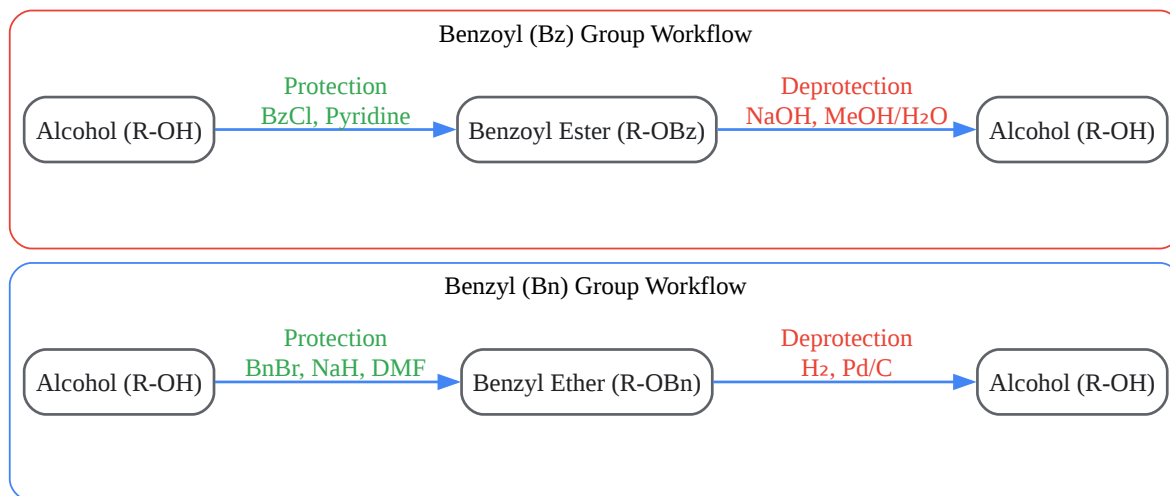 Benzoyl (Bz) Group Workflow
Protection
BzCl, Pyridine
Deprotection
NaOH, MeOH/H₂O
Alcohol (R-OH)
Benzoyl Ester (R-OBz)
Alcohol (R-OH)
Benzyl (Bn) Group Workflow
Protection
BnBr, NaH, DMF
Deprotection
H₂, Pd/C
Alcohol (R-OH)
Benzyl Ether (R-OBn)
Alcohol (R-OH)